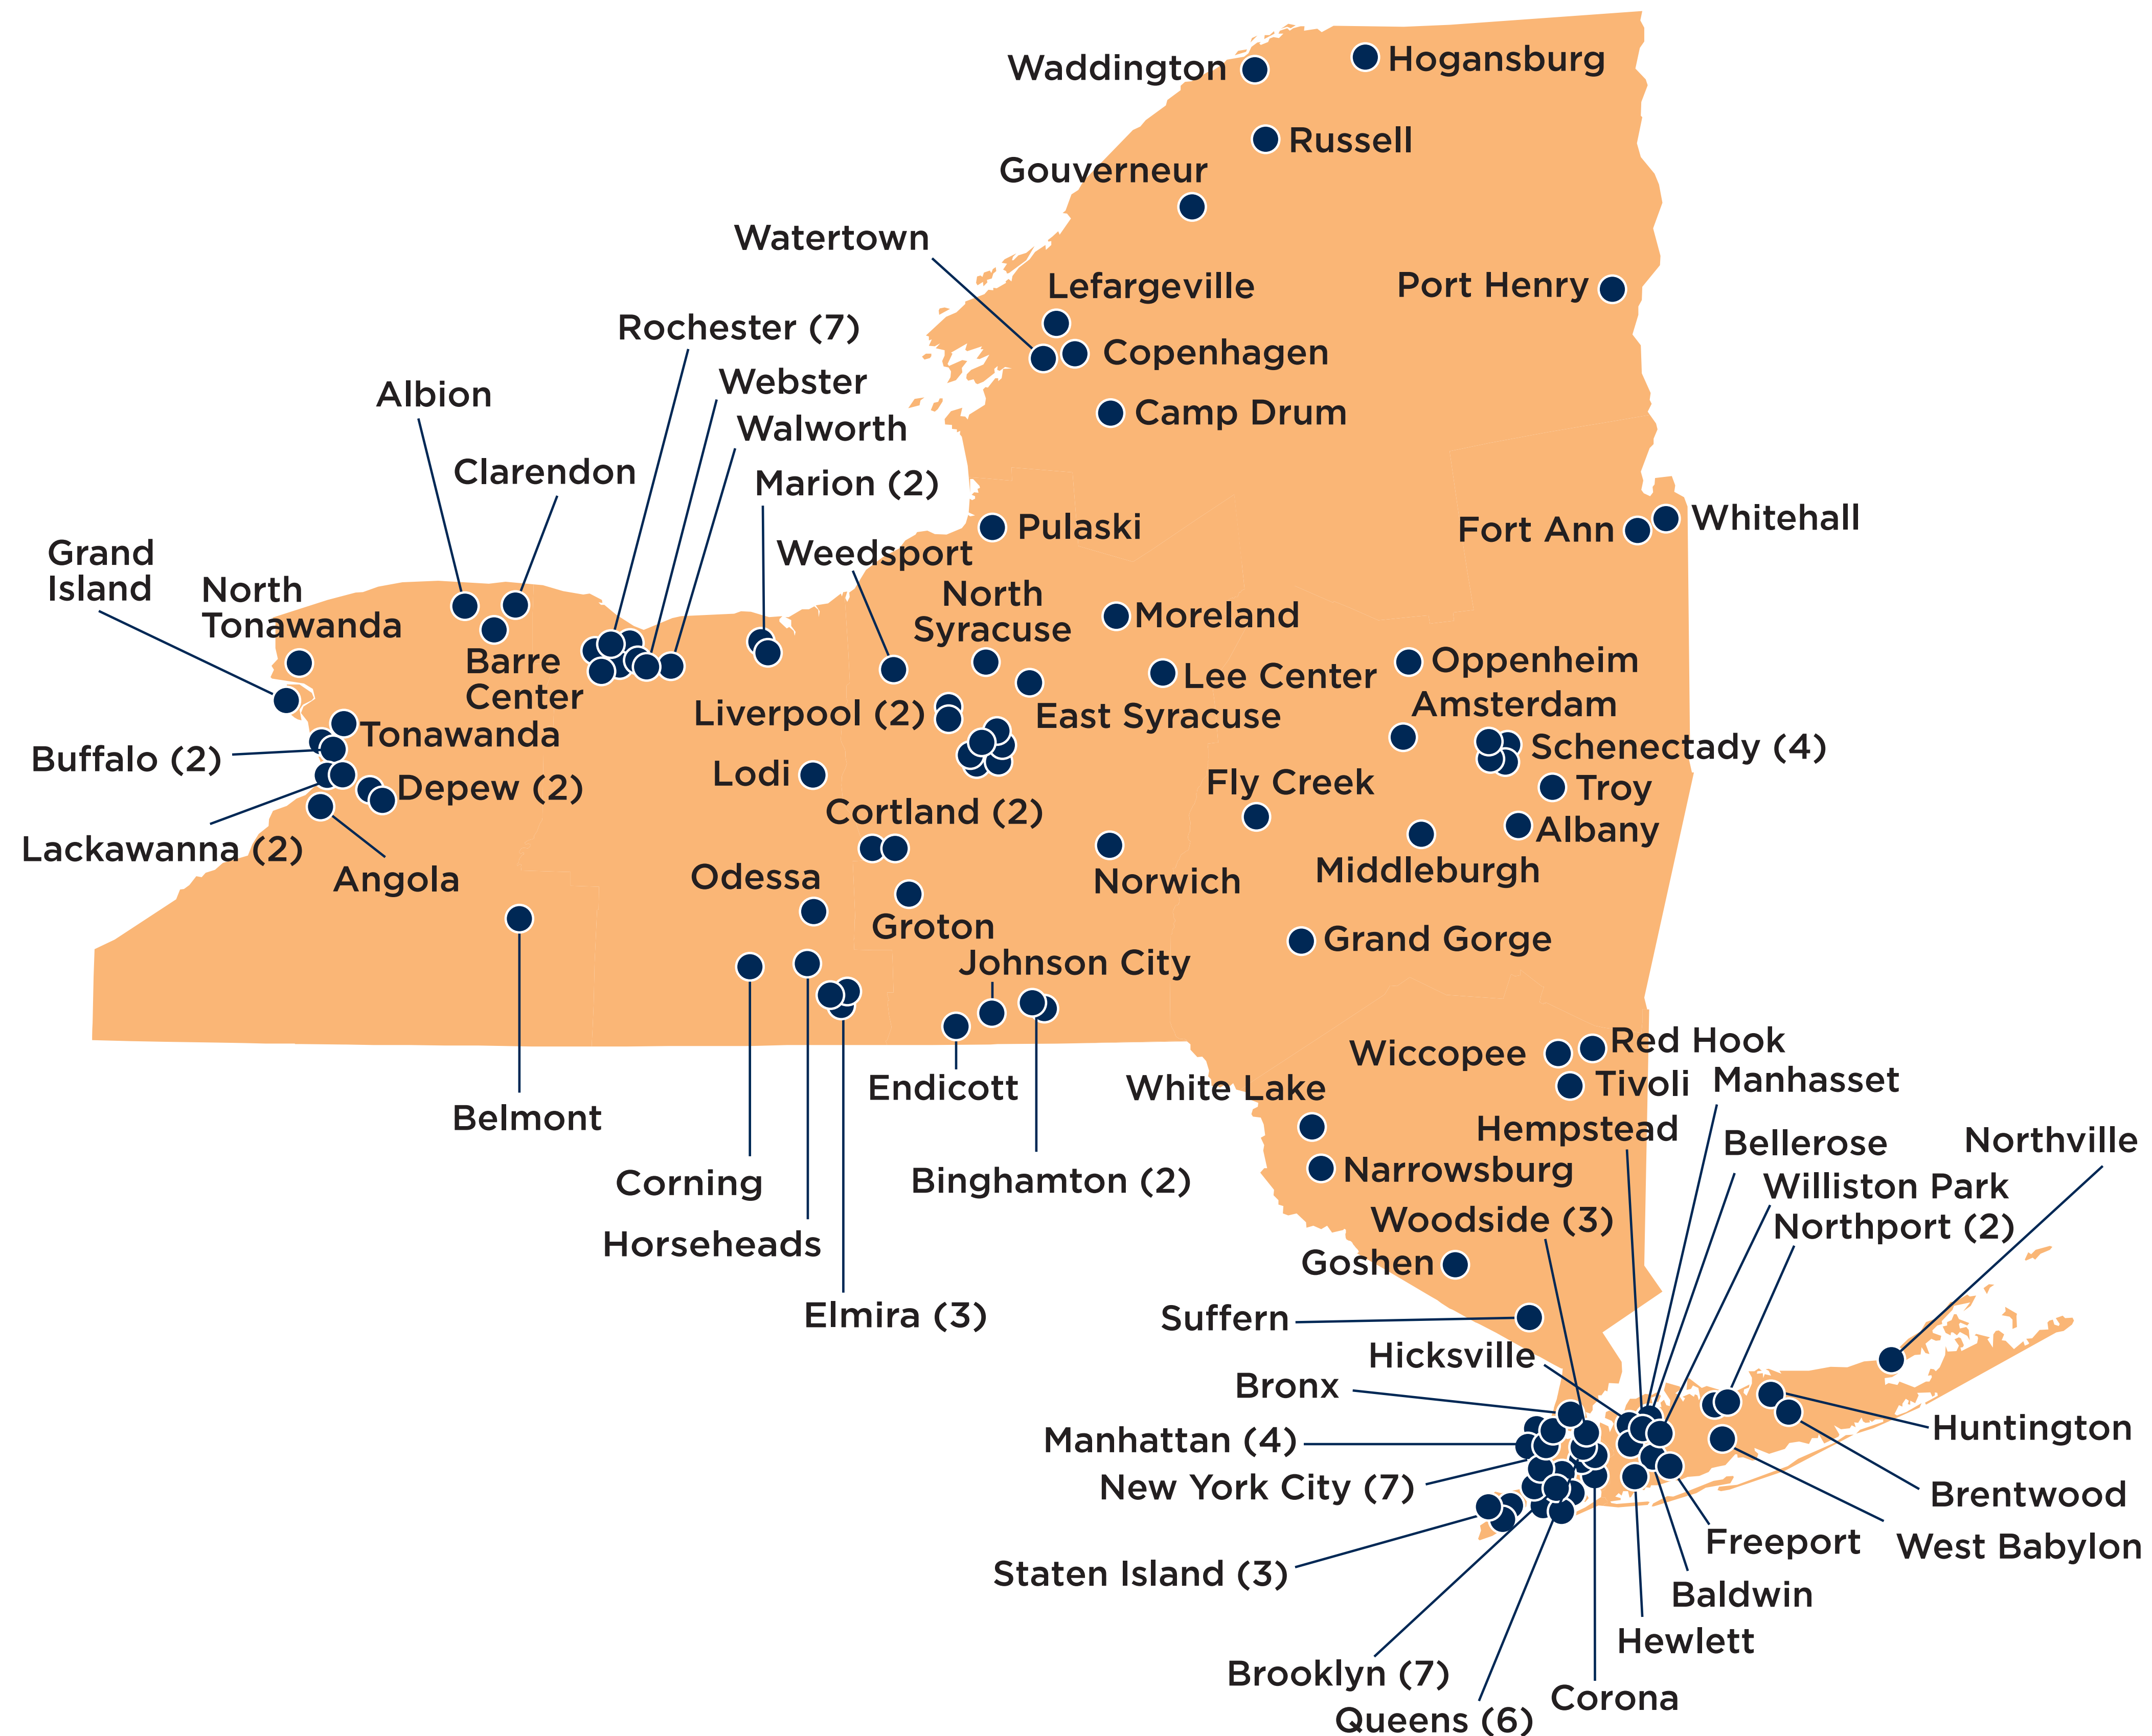 Waddington
Hogansburg
Russell
Gouverneur
Watertown
Lefargeville
Port Henry
Rochester (7)
Copenhagen
Webster
Albion
Camp Drum
Walworth
Clarendon
Marion (2)
Pulaski
Whitehall
Fort Ann
Weedsport
Grand
Island
North
Tonawanda
North
Syracuse
Moreland
Barre
Center
Lee Center
Oppenheim
Amsterdam
Liverpool (2)
East Syracuse
Tonawanda
Schenectady (4)
Buffalo (2)
Lodi
Depew (2)
Fly Creek
Troy
Cortland (2)
Albany
Lackawanna (2)
Angola
Odessa
Norwich
Middleburgh
Groton
Grand Gorge
Johnson City
Red Hook
Wiccopee
Endicott
White Lake
Tivoli
Manhasset
Belmont
Hempstead
Bellerose
Northville
Corning
Binghamton (2)
Narrowsburg
Williston Park
Woodside (3)
Northport (2)
Horseheads
Goshen
Elmira (3)
Suffern
Hicksville
Bronx
Manhattan (4)
Huntington
New York City (7)
Brentwood
Freeport
West Babylon
Staten Island (3)
Baldwin
Hewlett
Brooklyn (7)
Corona
Queens (6)